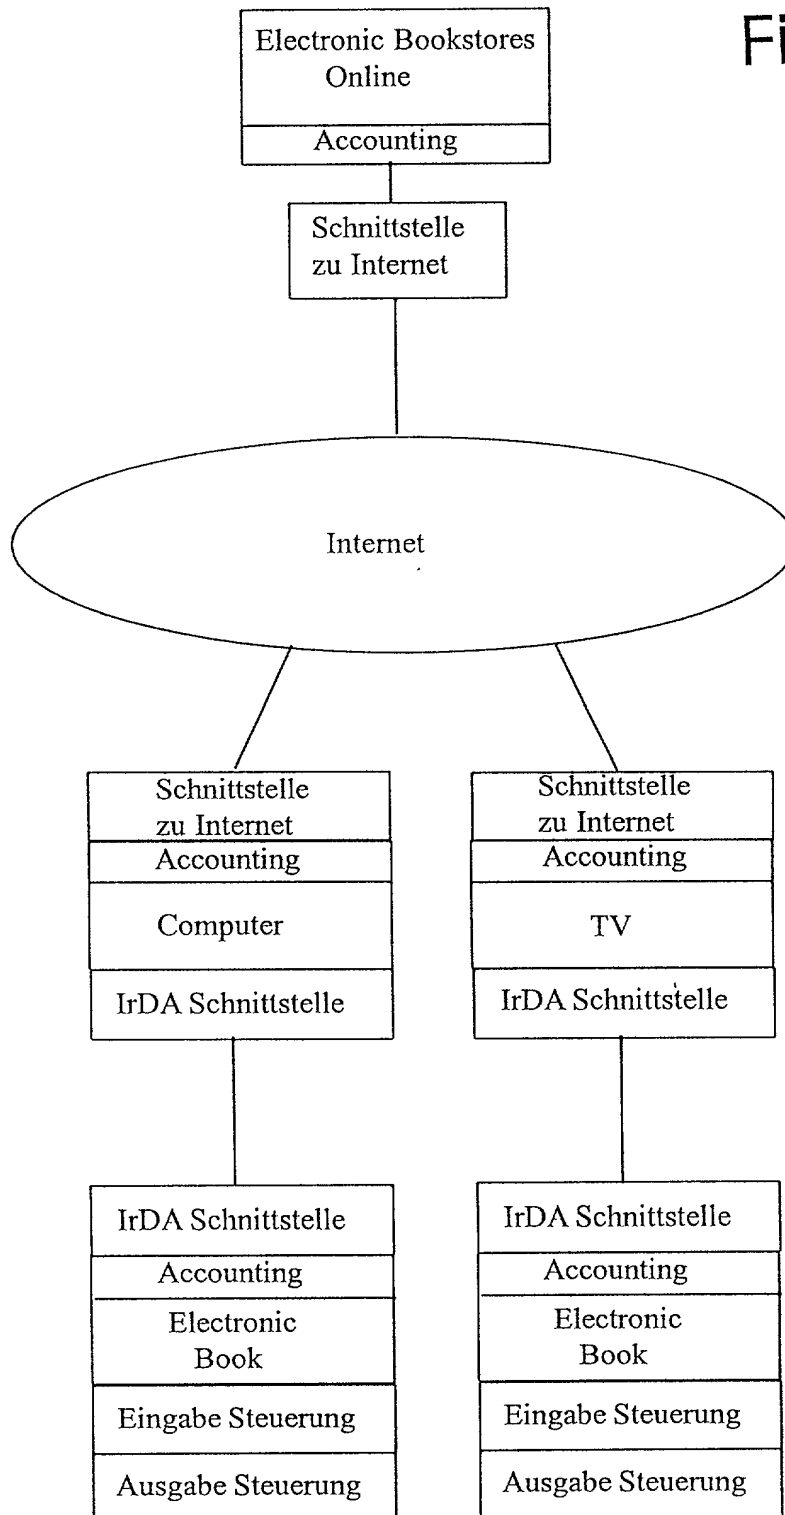 Fi
Electronic Bookstores
Online
Accounting
Schnittstelle
zu Internet
Internet
Schnittstelle
zu Internet
Accounting
Computer
IrDA Schnittstelle
Schnittstelle
zu Internet
Accounting
TV
IrDA Schnittstelle
IrDA Schnittstelle
Accounting
Electronic
Book
Eingabe Steuerung
Ausgabe Steuerung
IrDA Schnittstelle
Accounting
Electronic
Book
Eingabe Steuerung
Ausgabe Steuerung